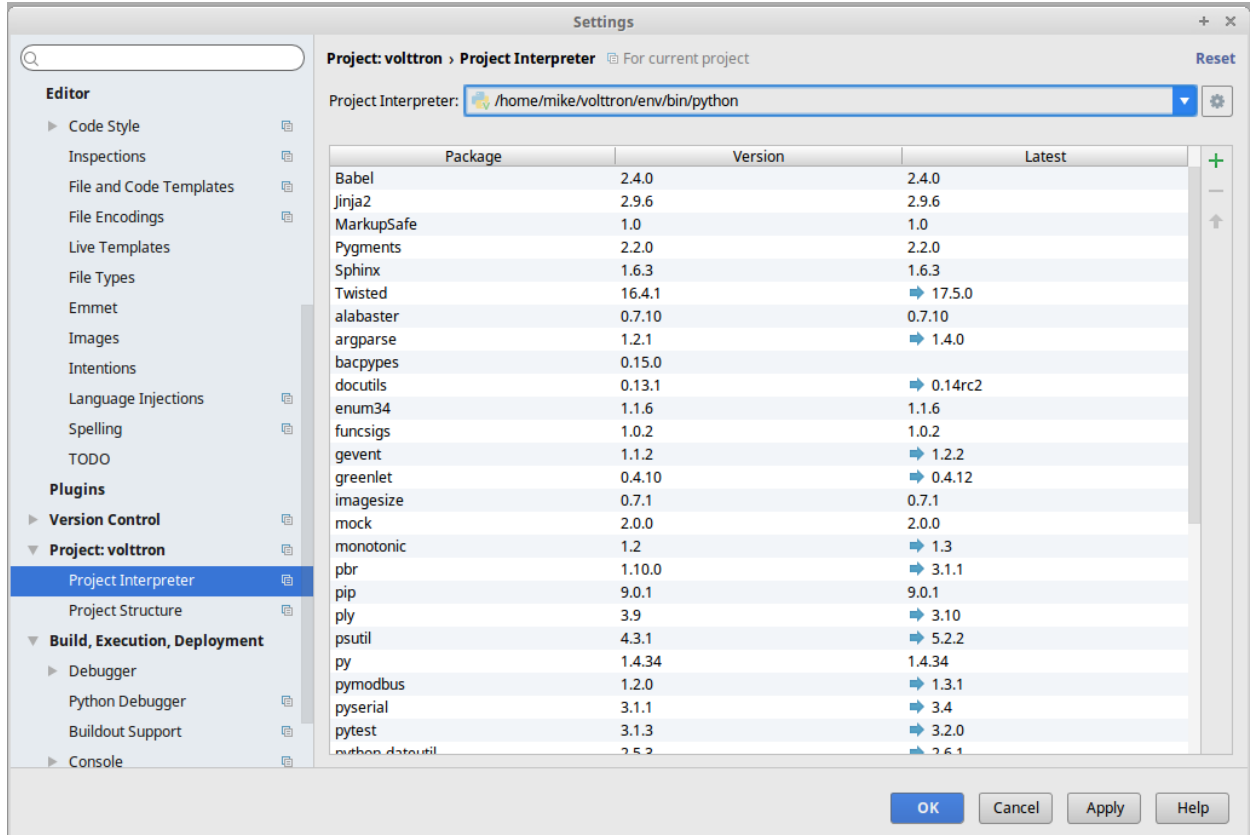 Settings
Project: volttron › Project Interpreter For current project Reset
Project Interpreter: /home/mike/volttron/env/bin/python
Editor
Code Style
Inspections
File and Code Templates
File Encodings
Live Templates
File Types
Emmet
Images
Intentions
Language Injections
Spelling
TODO
Plugins
Version Control
Project: volttron
Project Interpreter
Project Structure
Build, Execution, Deployment
Debugger
Python Debugger
Buildout Support
Console
Package Version Latest
Babel 2.4.0 2.4.0
Jinja2 2.9.6 2.9.6
MarkupSafe 1.0 1.0
Pygments 2.2.0 2.2.0
Sphinx 1.6.3 1.6.3
Twisted 16.4.1 17.5.0
alabaster 0.7.10 0.7.10
argparse 1.2.1 1.4.0
bacpypes 0.15.0
docutils 0.13.1 0.14rc2
enum34 1.1.6 1.1.6
funcsigs 1.0.2 1.0.2
gevent 1.1.2 1.2.2
greenlet 0.4.10 0.4.12
imagesize 0.7.1 0.7.1
mock 2.0.0 2.0.0
monotonic 1.2 1.3
pbr 1.10.0 3.1.1
pip 9.0.1 9.0.1
ply 3.9 3.10
psutil 4.3.1 5.2.2
py 1.4.34 1.4.34
pymodbus 1.2.0 1.3.1
pyserial 3.1.1 3.4
pytest 3.1.3 3.2.0
python-dateutil 2.5.3 2.6.1
OK Cancel Apply Help